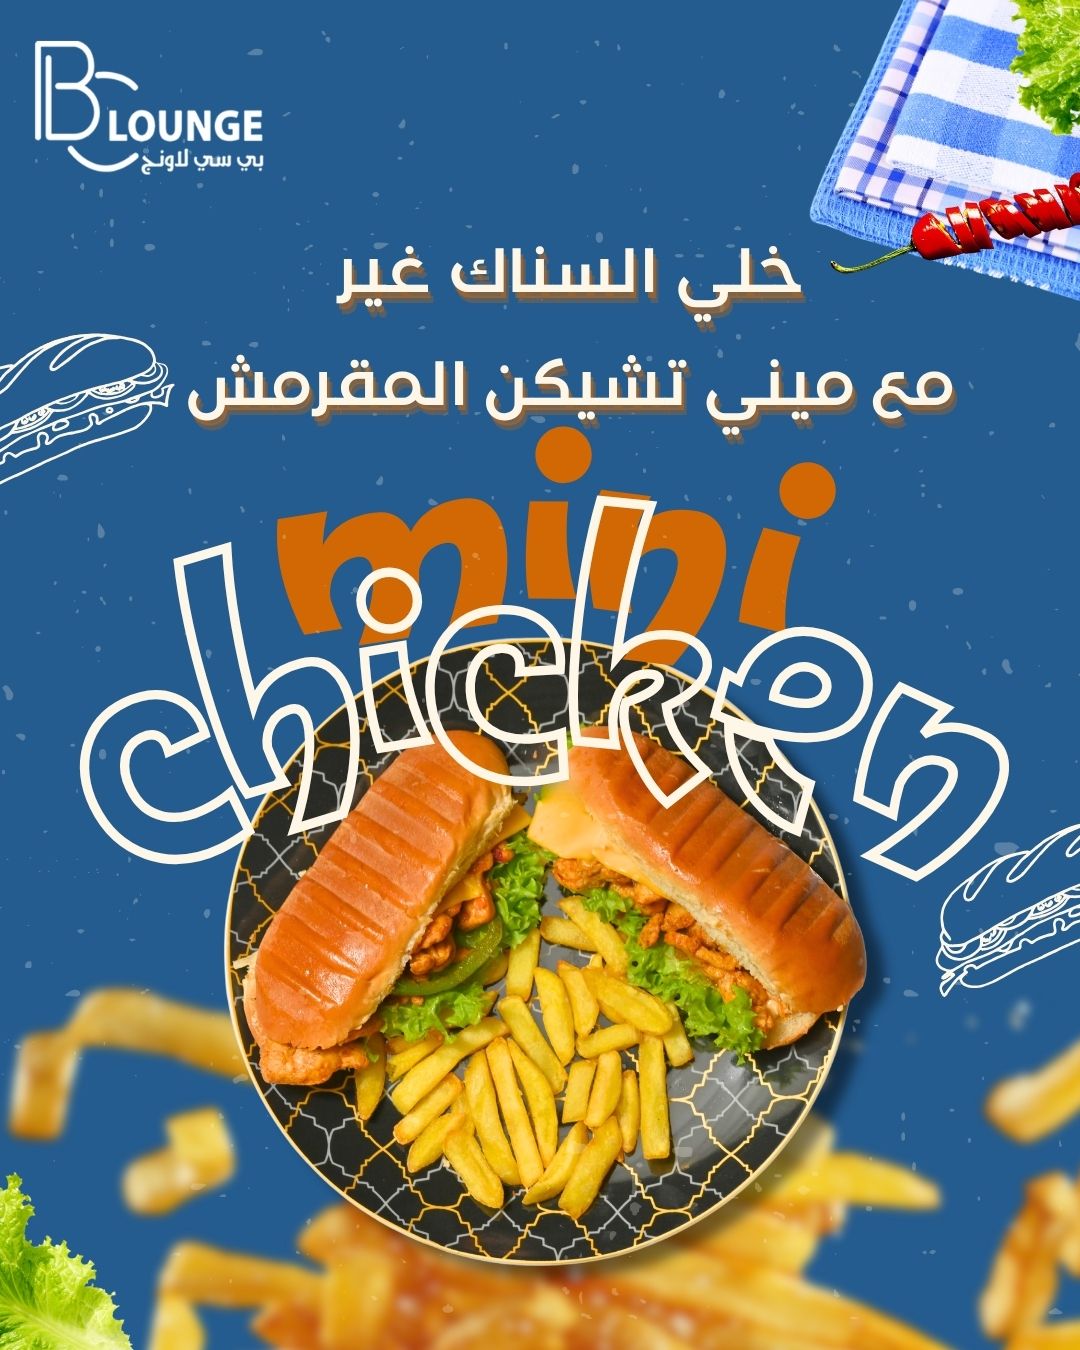 BC LOUNGE
بي سي لاونج
خلي السناك غير
مع ميني تشيكن المقرمش
mini
chicken